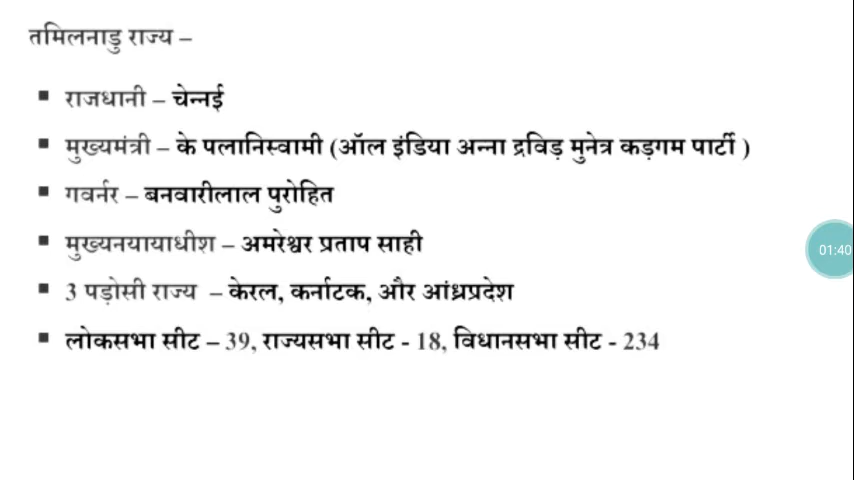 तमिलनाडु राज्य –
▪ राजधानी – चेन्नई
▪ मुख्यमंत्री – के पलानिस्वामी (ऑल इंडिया अन्ना द्रविड़ मुनेत्र कड़गम पार्टी )
▪ गवर्नर – बनवारीलाल पुरोहित
▪ मुख्यनयायाधीश – अमरेश्वर प्रताप साही
▪ 3 पड़ोसी राज्य – केरल, कर्नाटक, और आंध्रप्रदेश
▪ लोकसभा सीट – 39, राज्यसभा सीट - 18, विधानसभा सीट - 234
01:40